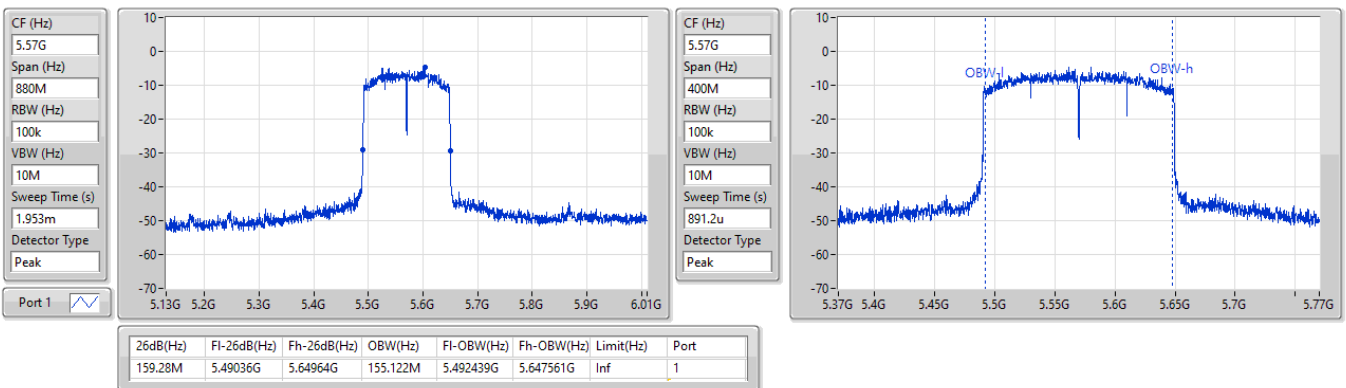 CF (Hz)
5.57G
Span (Hz)
880M
RBW (Hz)
100k
VBW (Hz)
10M
Sweep Time (s)
1.953m
Detector Type
Peak
Port 1
10
0
-10
-20
-30
-40
-50
-60
-70
5.13G 5.2G 5.3G 5.4G 5.5G 5.6G 5.7G 5.8G 5.9G 6.01G
CF (Hz)
5.57G
Span (Hz)
400M
RBW (Hz)
100k
VBW (Hz)
10M
Sweep Time (s)
891.2u
Detector Type
Peak
10
0
-10
-20
-30
-40
-50
-60
-70
OBW-l
OBW-h
5.37G 5.4G 5.45G 5.5G 5.55G 5.6G 5.65G 5.7G 5.77G
26dB(Hz) Fl-26dB(Hz) Fh-26dB(Hz) OBW(Hz) Fl-OBW(Hz) Fh-OBW(Hz) Limit(Hz) Port
159.28M 5.49036G 5.64964G 155.122M 5.492439G 5.647561G Inf 1